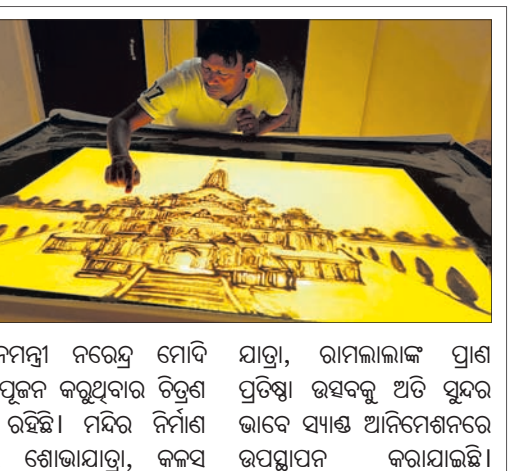 ନରେନ୍ଦ୍ର ମୋଦି
ପୂଜନ କରୁଥିବାର ଚିତ୍ରଣ
ରହିଛି। ମନ୍ଦିର ନିର୍ମାଣ
ଶୋଭାଯାତ୍ରା, କଳସ
ଯାତ୍ରା, ରାମଲାଲାଙ୍କ ପ୍ରାଣ
ପ୍ରତିଷ୍ଠା ଉତ୍ସବକୁ ଅତି ସୁନ୍ଦର
ଭାବେ ସ୍ୟାଣ୍ଡ ଆନିମେଶନରେ
ଉପସ୍ଥାପନ କରାଯାଇଛି।